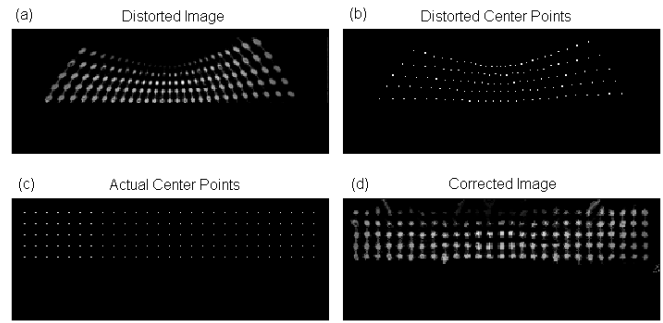 (a) Distorted Image
(b) Distorted Center Points
(c) Actual Center Points
(d) Corrected Image